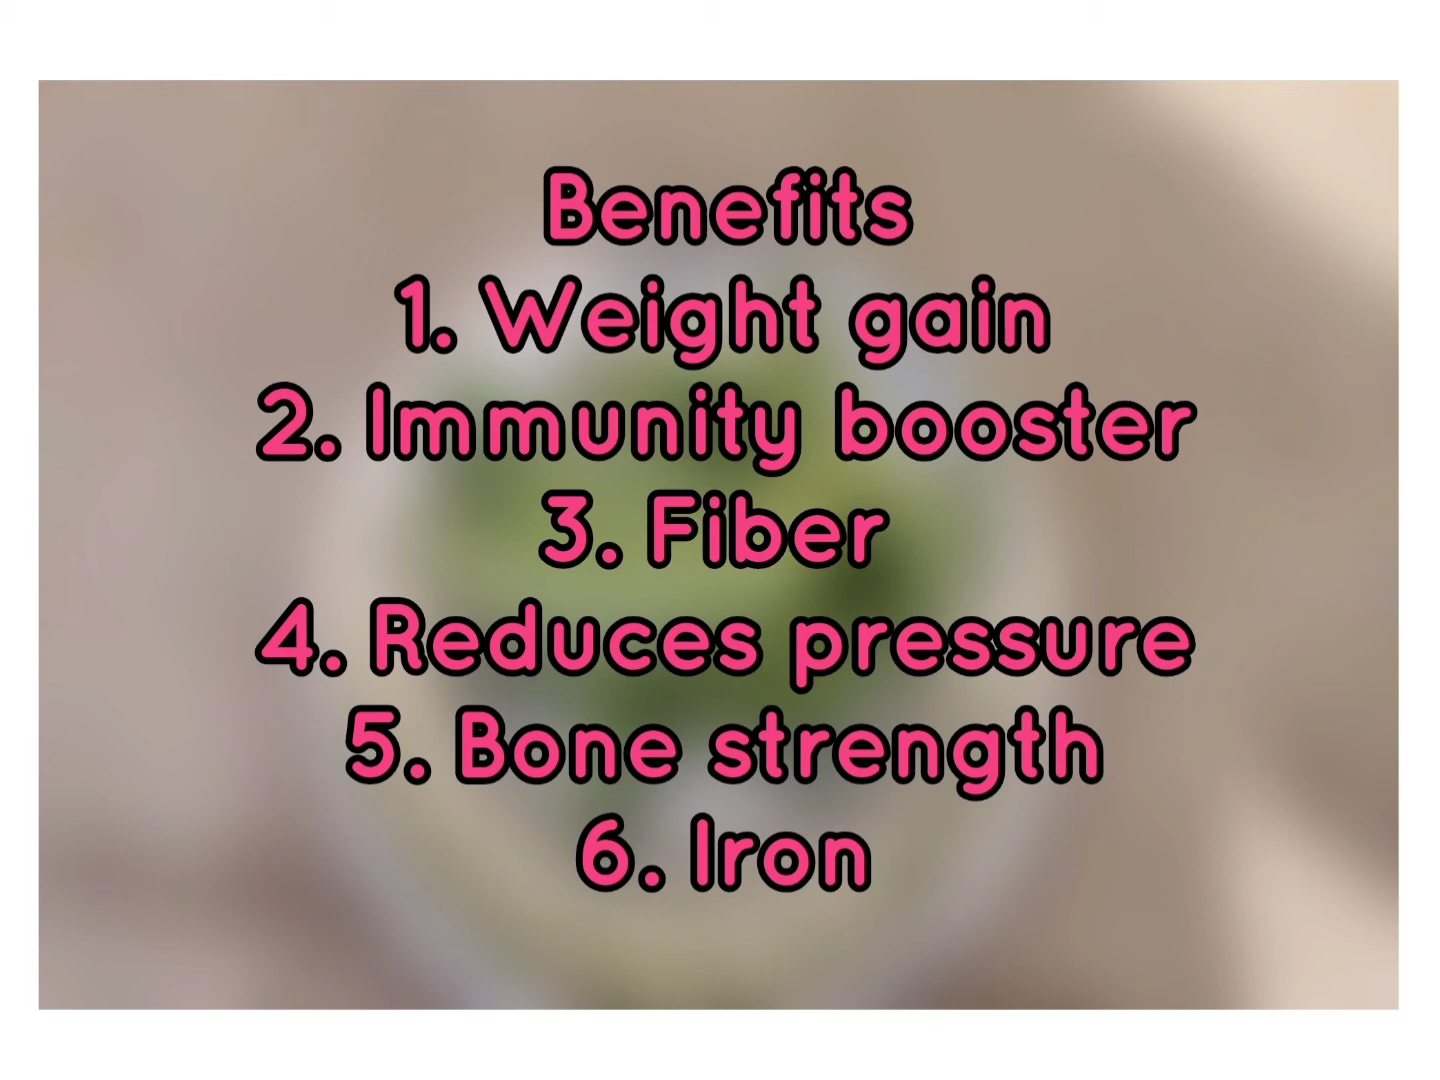 Benefits
1. Weight gain
2. Immunity booster
3. Fiber
4. Reduces pressure
5. Bone strength
6. Iron